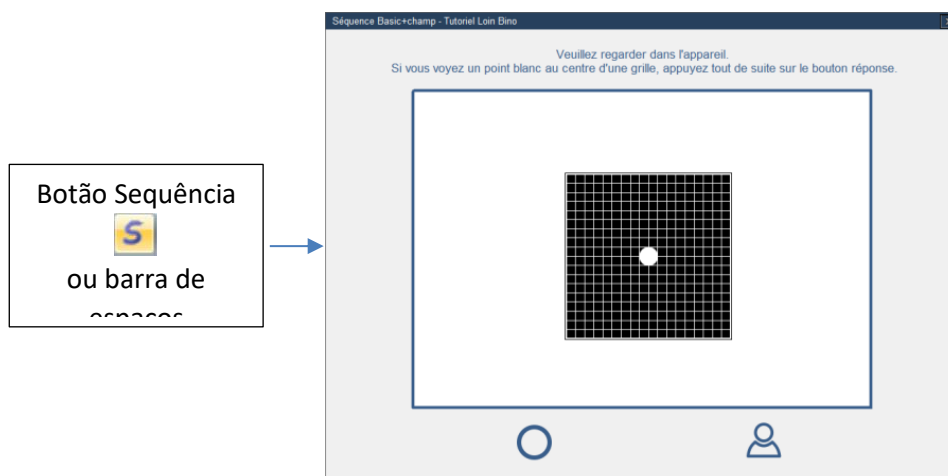 Séquence Basic+champ - Tutoriel Loin Bino
Veuillez regarder dans l'appareil.
Si vous voyez un point blanc au centre d'une grille, appuyez tout de suite sur le bouton réponse.
Botão Sequência
S
ou barra de
espaços